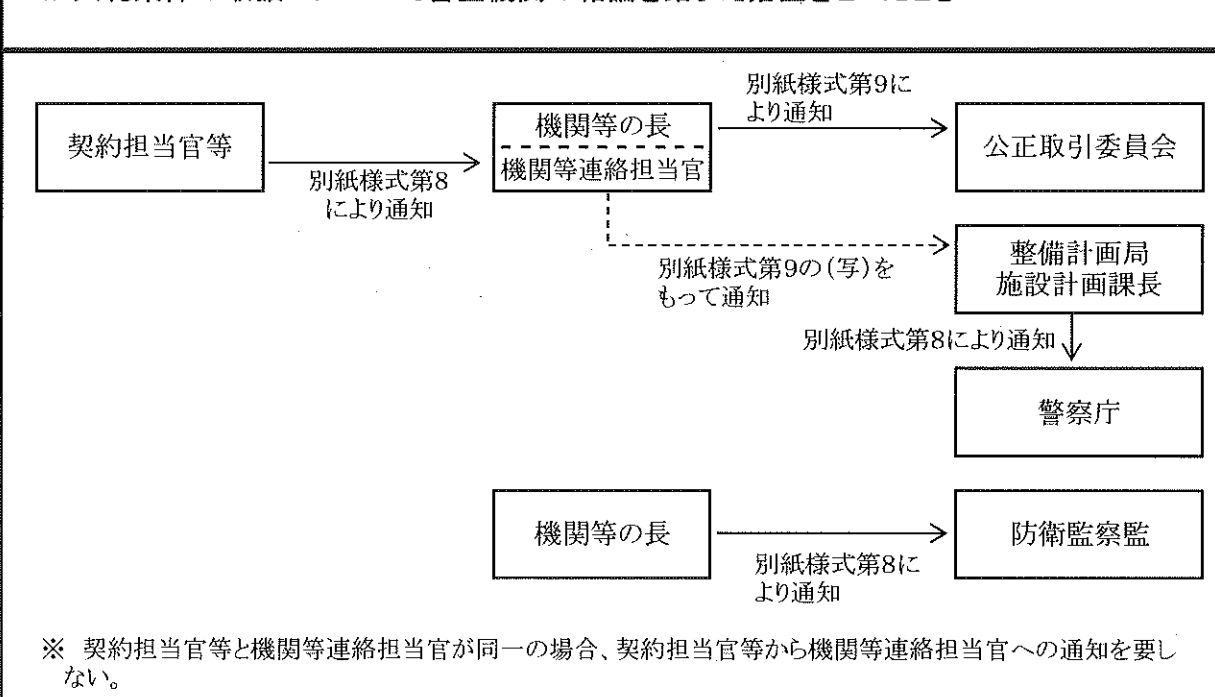 別紙様式第9に
より通知
契約担当官等
機関等の長
機関等連絡担当官
公正取引委員会
別紙様式第8
により通知
整備計画局
施設計画課長
別紙様式第9の(写)を
もって通知
別紙様式第8により通知
警察庁
機関等の長
防衛監察監
別紙様式第8に
より通知
※ 契約担当官等と機関等連絡担当官が同一の場合、契約担当官等から機関等連絡担当官への通知を要し
ない。